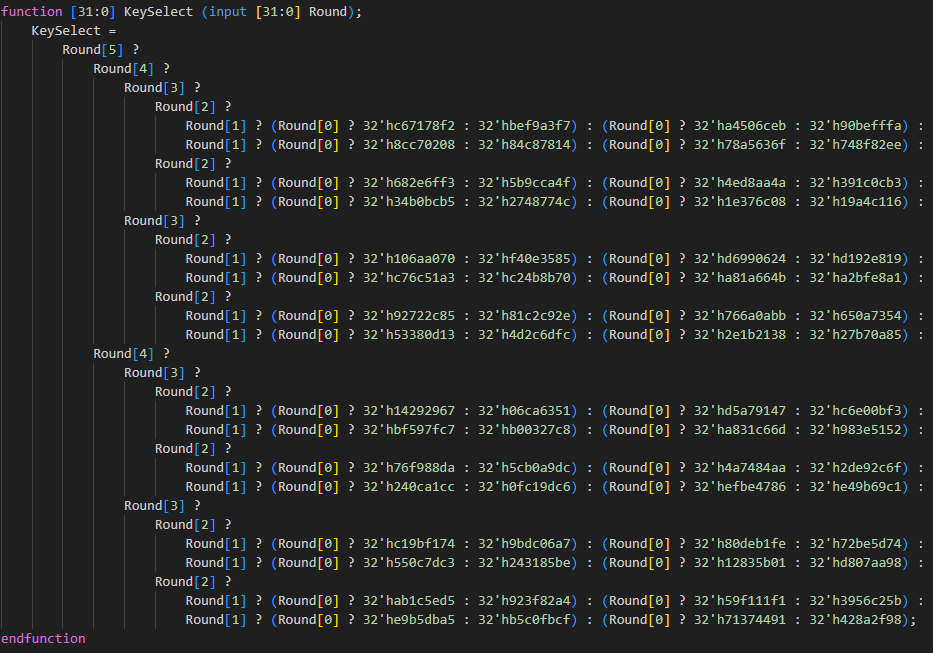 function [31:0] KeySelect (input [31:0] Round);
    KeySelect =
        Round[5] ?
            Round[4] ?
                Round[3] ?
                    Round[2] ?
                        Round[1] ? (Round[0] ? 32'hc67178f2 : 32'hbef9a3f7) : (Round[0] ? 32'ha4506ceb : 32'h90befffa) :
                        Round[1] ? (Round[0] ? 32'h8cc70208 : 32'h84c87814) : (Round[0] ? 32'h78a5636f : 32'h748f82ee) :
                    Round[2] ?
                        Round[1] ? (Round[0] ? 32'h682e6ff3 : 32'h5b9cca4f) : (Round[0] ? 32'h4ed8aa4a : 32'h391c0cb3) :
                        Round[1] ? (Round[0] ? 32'h34b0bcb5 : 32'h2748774c) : (Round[0] ? 32'h1e376c08 : 32'h19a4c116) :
                Round[3] ?
                    Round[2] ?
                        Round[1] ? (Round[0] ? 32'h106aa070 : 32'hf40e3585) : (Round[0] ? 32'hd6990624 : 32'hd192e819) :
                        Round[1] ? (Round[0] ? 32'hc76c51a3 : 32'hc24b8b70) : (Round[0] ? 32'ha81a664b : 32'ha2bfe8a1) :
                    Round[2] ?
                        Round[1] ? (Round[0] ? 32'h92722c85 : 32'h81c2c92e) : (Round[0] ? 32'h766a0abb : 32'h650a7354) :
                        Round[1] ? (Round[0] ? 32'h53380d13 : 32'h4d2c6dfc) : (Round[0] ? 32'h2e1b2138 : 32'h27b70a85) :
            Round[4] ?
                Round[3] ?
                    Round[2] ?
                        Round[1] ? (Round[0] ? 32'h14292967 : 32'h06ca6351) : (Round[0] ? 32'hd5a79147 : 32'hc6e00bf3) :
                        Round[1] ? (Round[0] ? 32'hbf597fc7 : 32'hb00327c8) : (Round[0] ? 32'ha831c66d : 32'h983e5152) :
                    Round[2] ?
                        Round[1] ? (Round[0] ? 32'h76f988da : 32'h5cb0a9dc) : (Round[0] ? 32'h4a7484aa : 32'h2de92c6f) :
                        Round[1] ? (Round[0] ? 32'h240ca1cc : 32'h0fc19dc6) : (Round[0] ? 32'hefbe4786 : 32'he49b69c1) :
                Round[3] ?
                    Round[2] ?
                        Round[1] ? (Round[0] ? 32'hc19bf174 : 32'h9bdc06a7) : (Round[0] ? 32'h80deb1fe : 32'h72be5d74) :
                        Round[1] ? (Round[0] ? 32'h550c7dc3 : 32'h243185be) : (Round[0] ? 32'h12835b01 : 32'hd807aa98) :
                    Round[2] ?
                        Round[1] ? (Round[0] ? 32'hab1c5ed5 : 32'h923f82a4) : (Round[0] ? 32'h59f111f1 : 32'h3956c25b) :
                        Round[1] ? (Round[0] ? 32'he9b5dba5 : 32'hb5c0fbcf) : (Round[0] ? 32'h71374491 : 32'h428a2f98);
endfunction